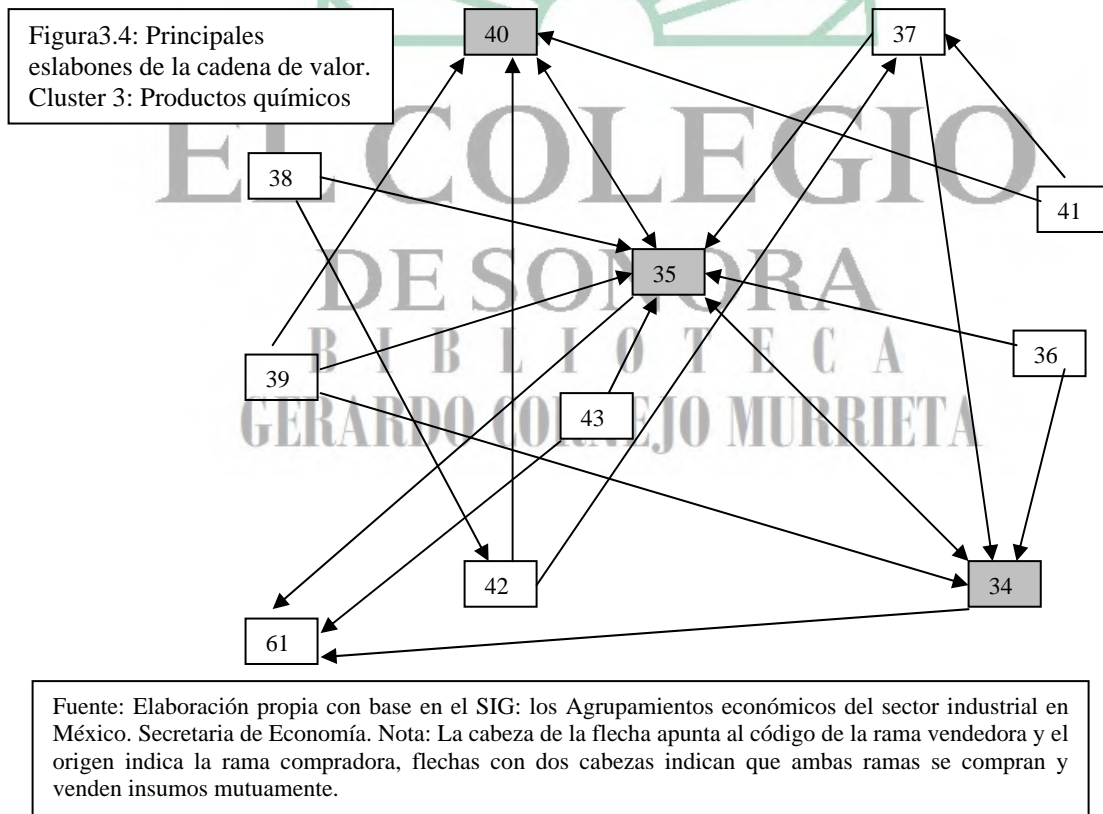 Figura3.4: Principales
eslabones de la cadena de valor.
Cluster 3: Productos químicos
40
37
EL COLEGIO
38
41
DE SONORA
35
BIBLIOTECA
36
39
43
GERARDO CORNEJO MURRIETA
42
34
61
Fuente: Elaboración propia con base en el SIG: los Agrupamientos económicos del sector industrial en
México. Secretaria de Economía. Nota: La cabeza de la flecha apunta al código de la rama vendedora y el
origen indica la rama compradora, flechas con dos cabezas indican que ambas ramas se compran y
venden insumos mutuamente.